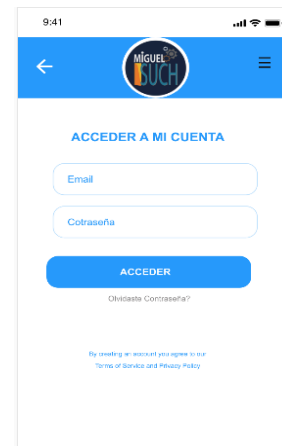 9:41
MiGUEL
SUCH
ACCEDER A MI CUENTA
Email
Cotraseña
ACCEDER
Olvidaste Contraseña?
By creating an account you agree to our
Terms of Service and Privacy Policy